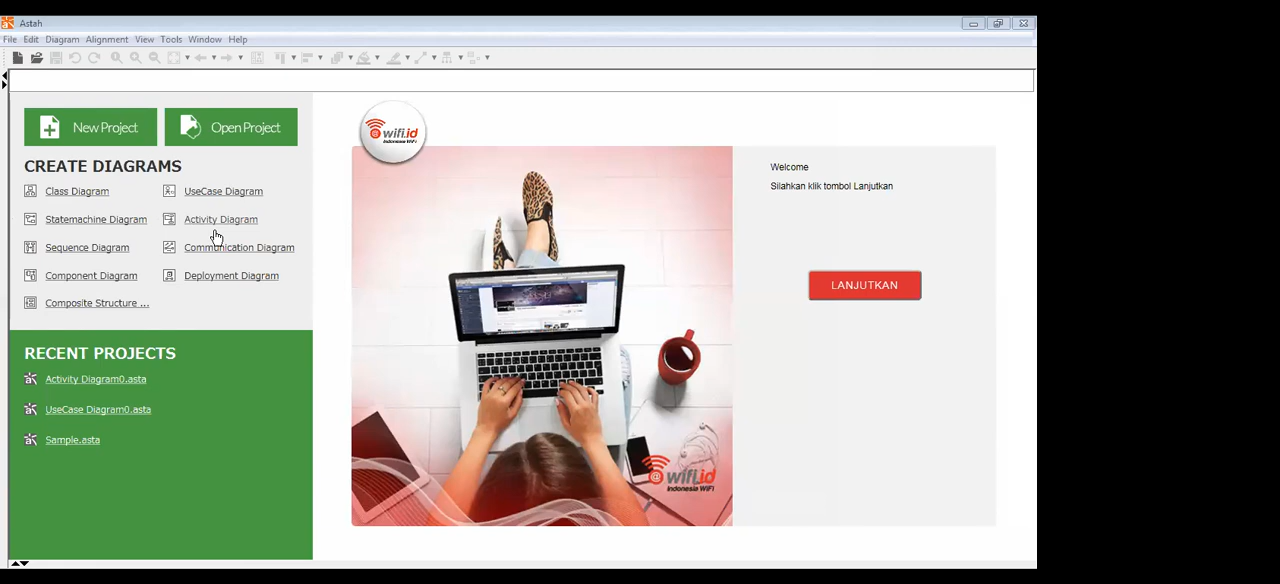 Astah
File Edit Diagram Alignment View Tools Window Help
New Project Open Project
CREATE DIAGRAMS
Class Diagram UseCase Diagram
Statemachine Diagram Activity Diagram
Sequence Diagram Communication Diagram
Component Diagram Deployment Diagram
Composite Structure ...
RECENT PROJECTS
Activity Diagram0.asta
UseCase Diagram0.asta
Sample.asta
@wifi.id
Indonesia WiFi
Welcome
Silahkan klik tombol Lanjutkan
LANJUTKAN
@wifi.id
Indonesia WiFi